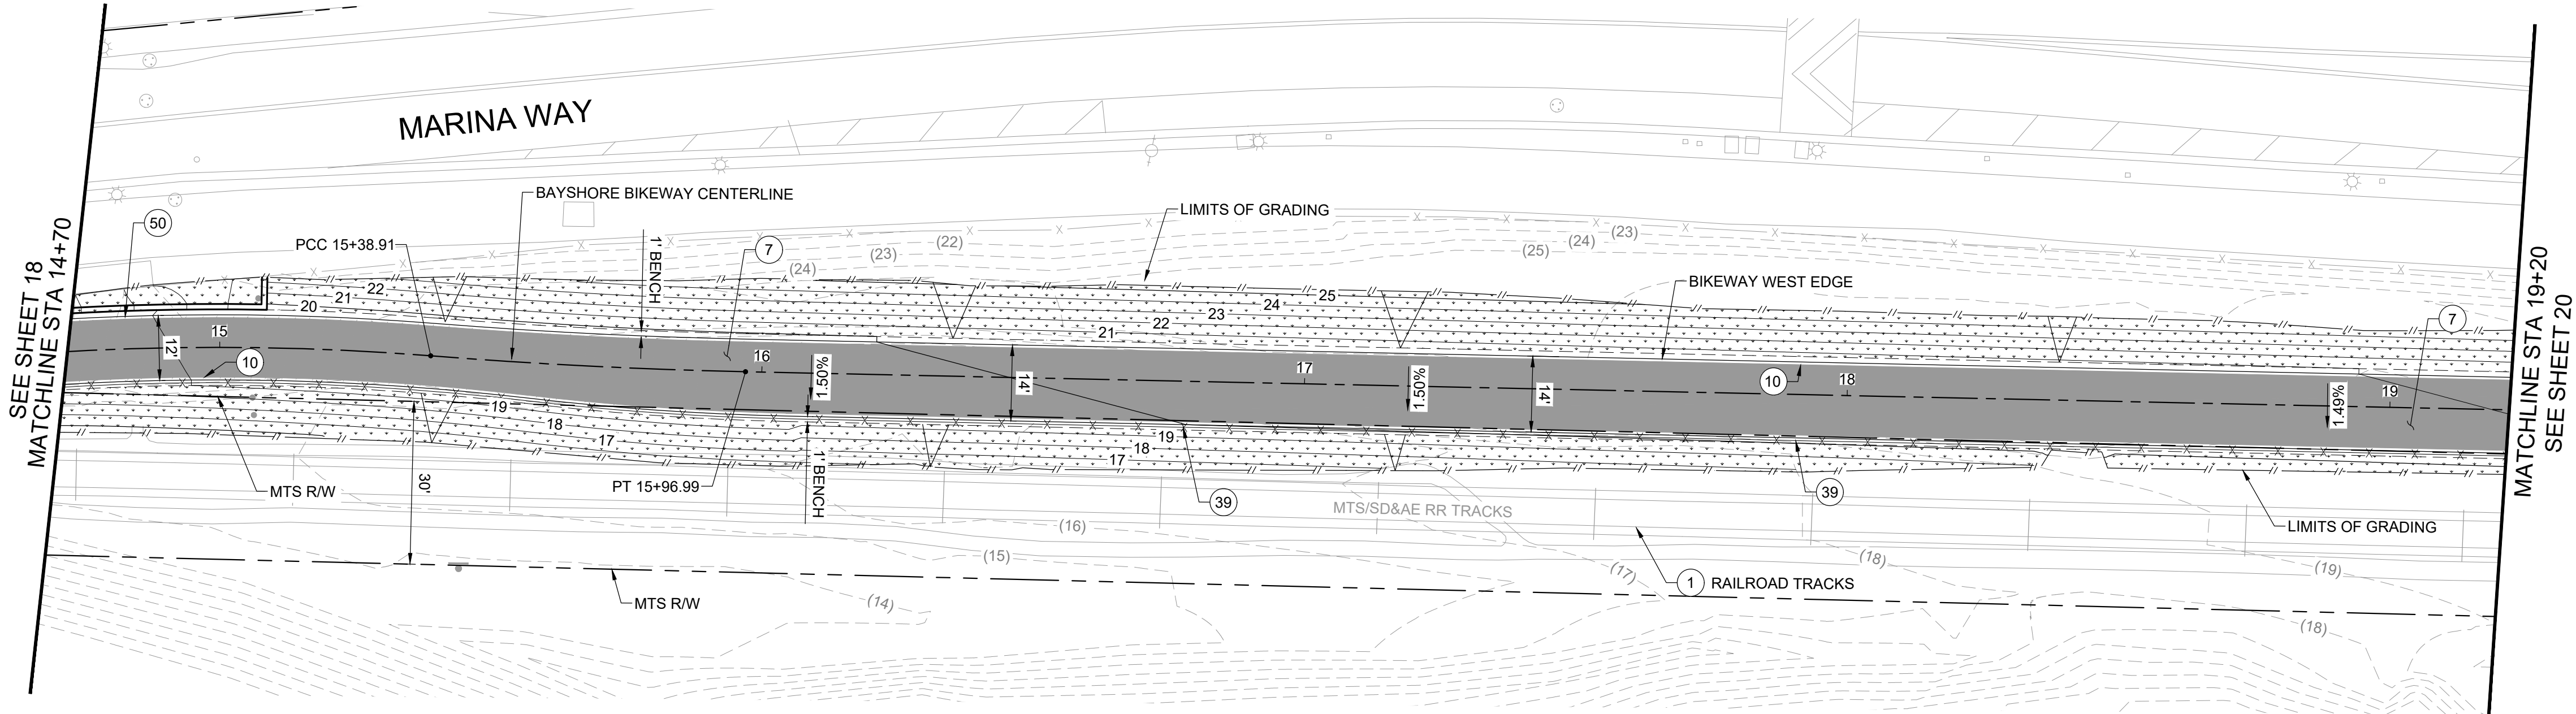 MARINA WAY
BAYSHORE BIKEWAY CENTERLINE
LIMITS OF GRADING
50
PCC 15+38.91
1' BENCH
7
(22)
(23)
(24)
(23)
(24)
(25)
SEE SHEET 18
MATCHLINE STA 14+70
BIKEWAY WEST EDGE
MATCHLINE STA 19+20
SEE SHEET 20
20
21
22
21
22
23
24
25
7
15
12'
10
16
1.50%
14'
17
1.50%
14'
10
18
1.49%
19
19
18
17
19
18
17
MTS R/W
30'
PT 15+96.99
1' BENCH
39
MTS/SD&AE RR TRACKS
39
LIMITS OF GRADING
(16)
(15)
(14)
(17)
(18)
(19)
(18)
1 RAILROAD TRACKS
MTS R/W